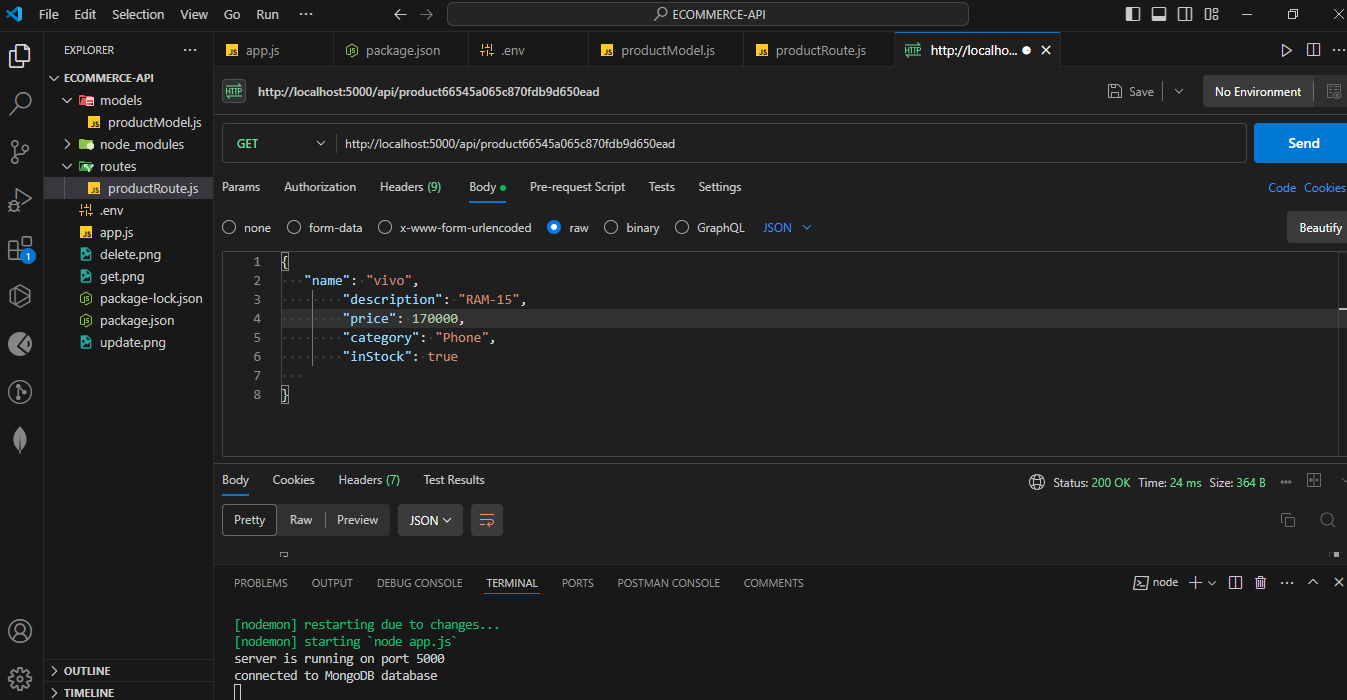 File Edit Selection View Go Run ··· ECOMMERCE-API
EXPLORER ···
app.js package.json .env productModel.js productRoute.js http://localho...
ECOMMERCE-API
models
productModel.js
node_modules
routes
productRoute.js
.env
app.js
delete.png
get.png
package-lock.json
package.json
update.png
OUTLINE
TIMELINE
1
HTTP http://localhost:5000/api/product66545a065c870fdb9d650ead Save No Environment
GET http://localhost:5000/api/product66545a065c870fdb9d650ead Send
Params Authorization Headers (9) Body Pre-request Script Tests Settings Code Cookies
none form-data x-www-form-urlencoded raw binary GraphQL JSON Beautify
1 {
2 "name": "vivo",
3 "description": "RAM-15",
4 "price": 170000,
5 "category": "Phone",
6 "inStock": true
7
8 }
Body Cookies Headers (7) Test Results Status: 200 OK Time: 24 ms Size: 364 B
Pretty Raw Preview JSON
PROBLEMS OUTPUT DEBUG CONSOLE TERMINAL PORTS POSTMAN CONSOLE COMMENTS node
[nodemon] restarting due to changes...
[nodemon] starting `node app.js`
server is running on port 5000
connected to MongoDB database